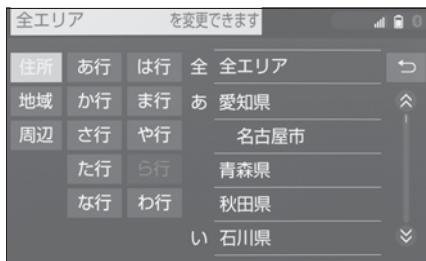 全エリア を変更できます
住所 あ行 は行 全 全エリア
地域 か行 ま行 あ 愛知県
周辺 さ行 や行 名古屋市
た行 ら行 青森県
な行 わ行 秋田県
い 石川県